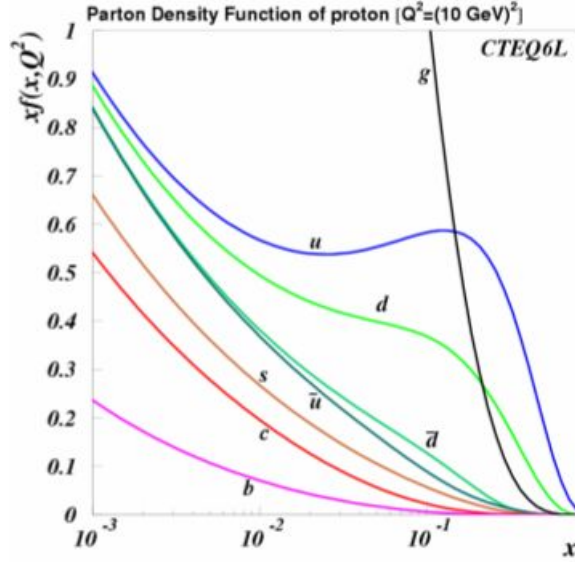 Parton Density Function of proton [Q²=(10 GeV)²]
CTEQ6L
xf(x,Q²)
1
0.9
0.8
0.7
0.6
0.5
0.4
0.3
0.2
0.1
0
g
u
d
s
ū
d̄
c
b
10⁻³
10⁻²
10⁻¹
x